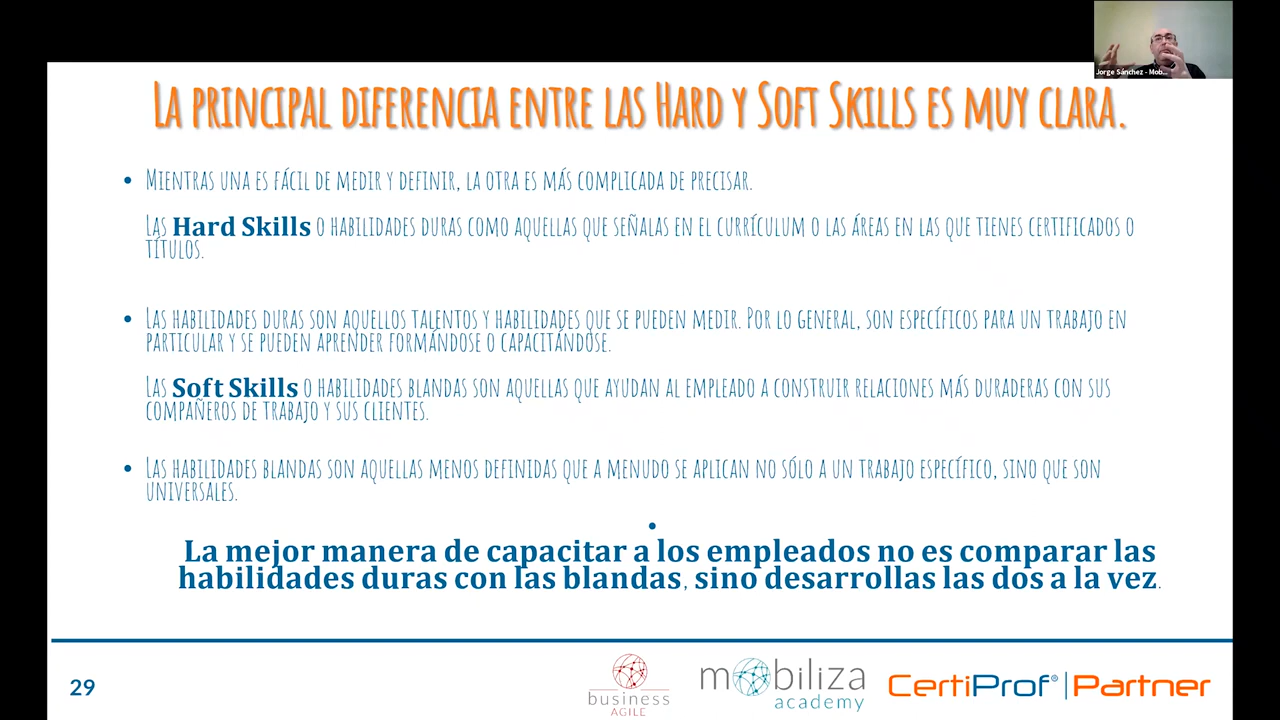 Jorge Sánchez - Mob...
La principal diferencia entre las Hard y Soft Skills es muy clara.
• Mientras una es fácil de medir y definir, la otra es más complicada de precisar.
Las Hard Skills o habilidades duras como aquellas que señalas en el currículum o las áreas en las que tienes certificados o
títulos.
• Las habilidades duras son aquellos talentos y habilidades que se pueden medir. Por lo general, son específicos para un trabajo en
particular y se pueden aprender formándose o capacitándose.
Las Soft Skills o habilidades blandas son aquellas que ayudan al empleado a construir relaciones más duraderas con sus
compañeros de trabajo y sus clientes.
• Las habilidades blandas son aquellas menos definidas que a menudo se aplican no sólo a un trabajo específico, sino que son
universales.
•
La mejor manera de capacitar a los empleados no es comparar las
habilidades duras con las blandas, sino desarrollas las dos a la vez.
29
business
AGILE
mobiliza
academy
CertiProf® | Partner